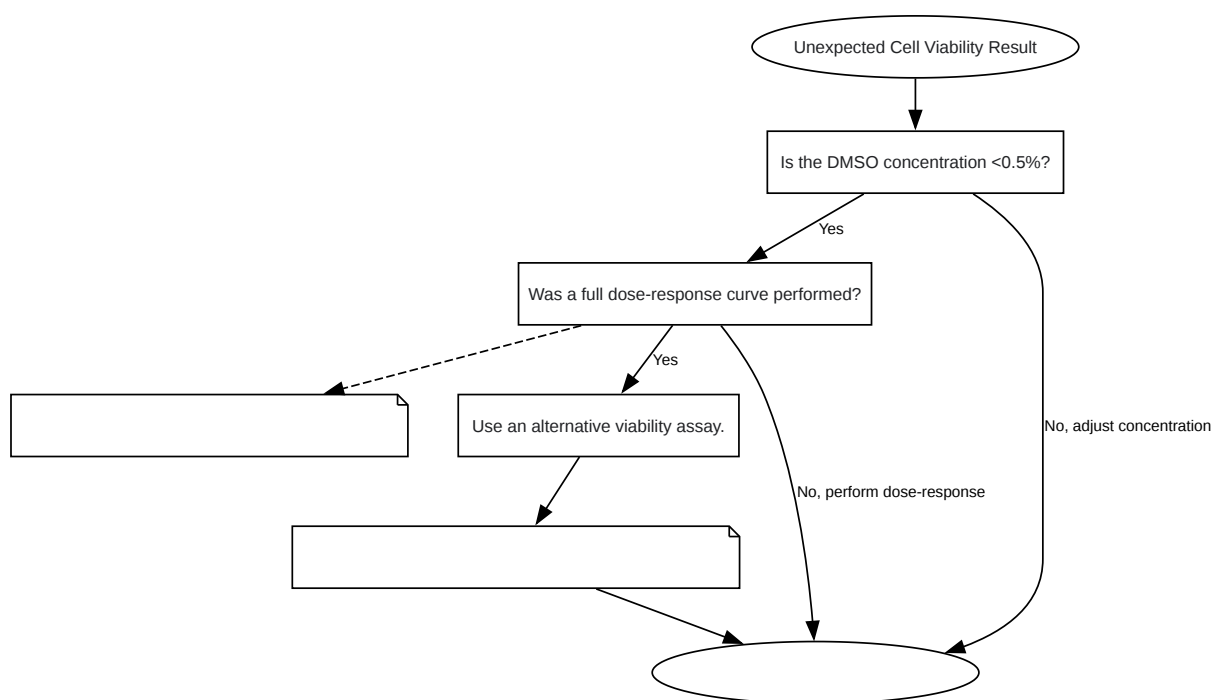 Unexpected Cell Viability Result
Is the DMSO concentration <0.5%?
Yes
Was a full dose-response curve performed?
Yes
Use an alternative viability assay.
No, adjust concentration
No, perform dose-response